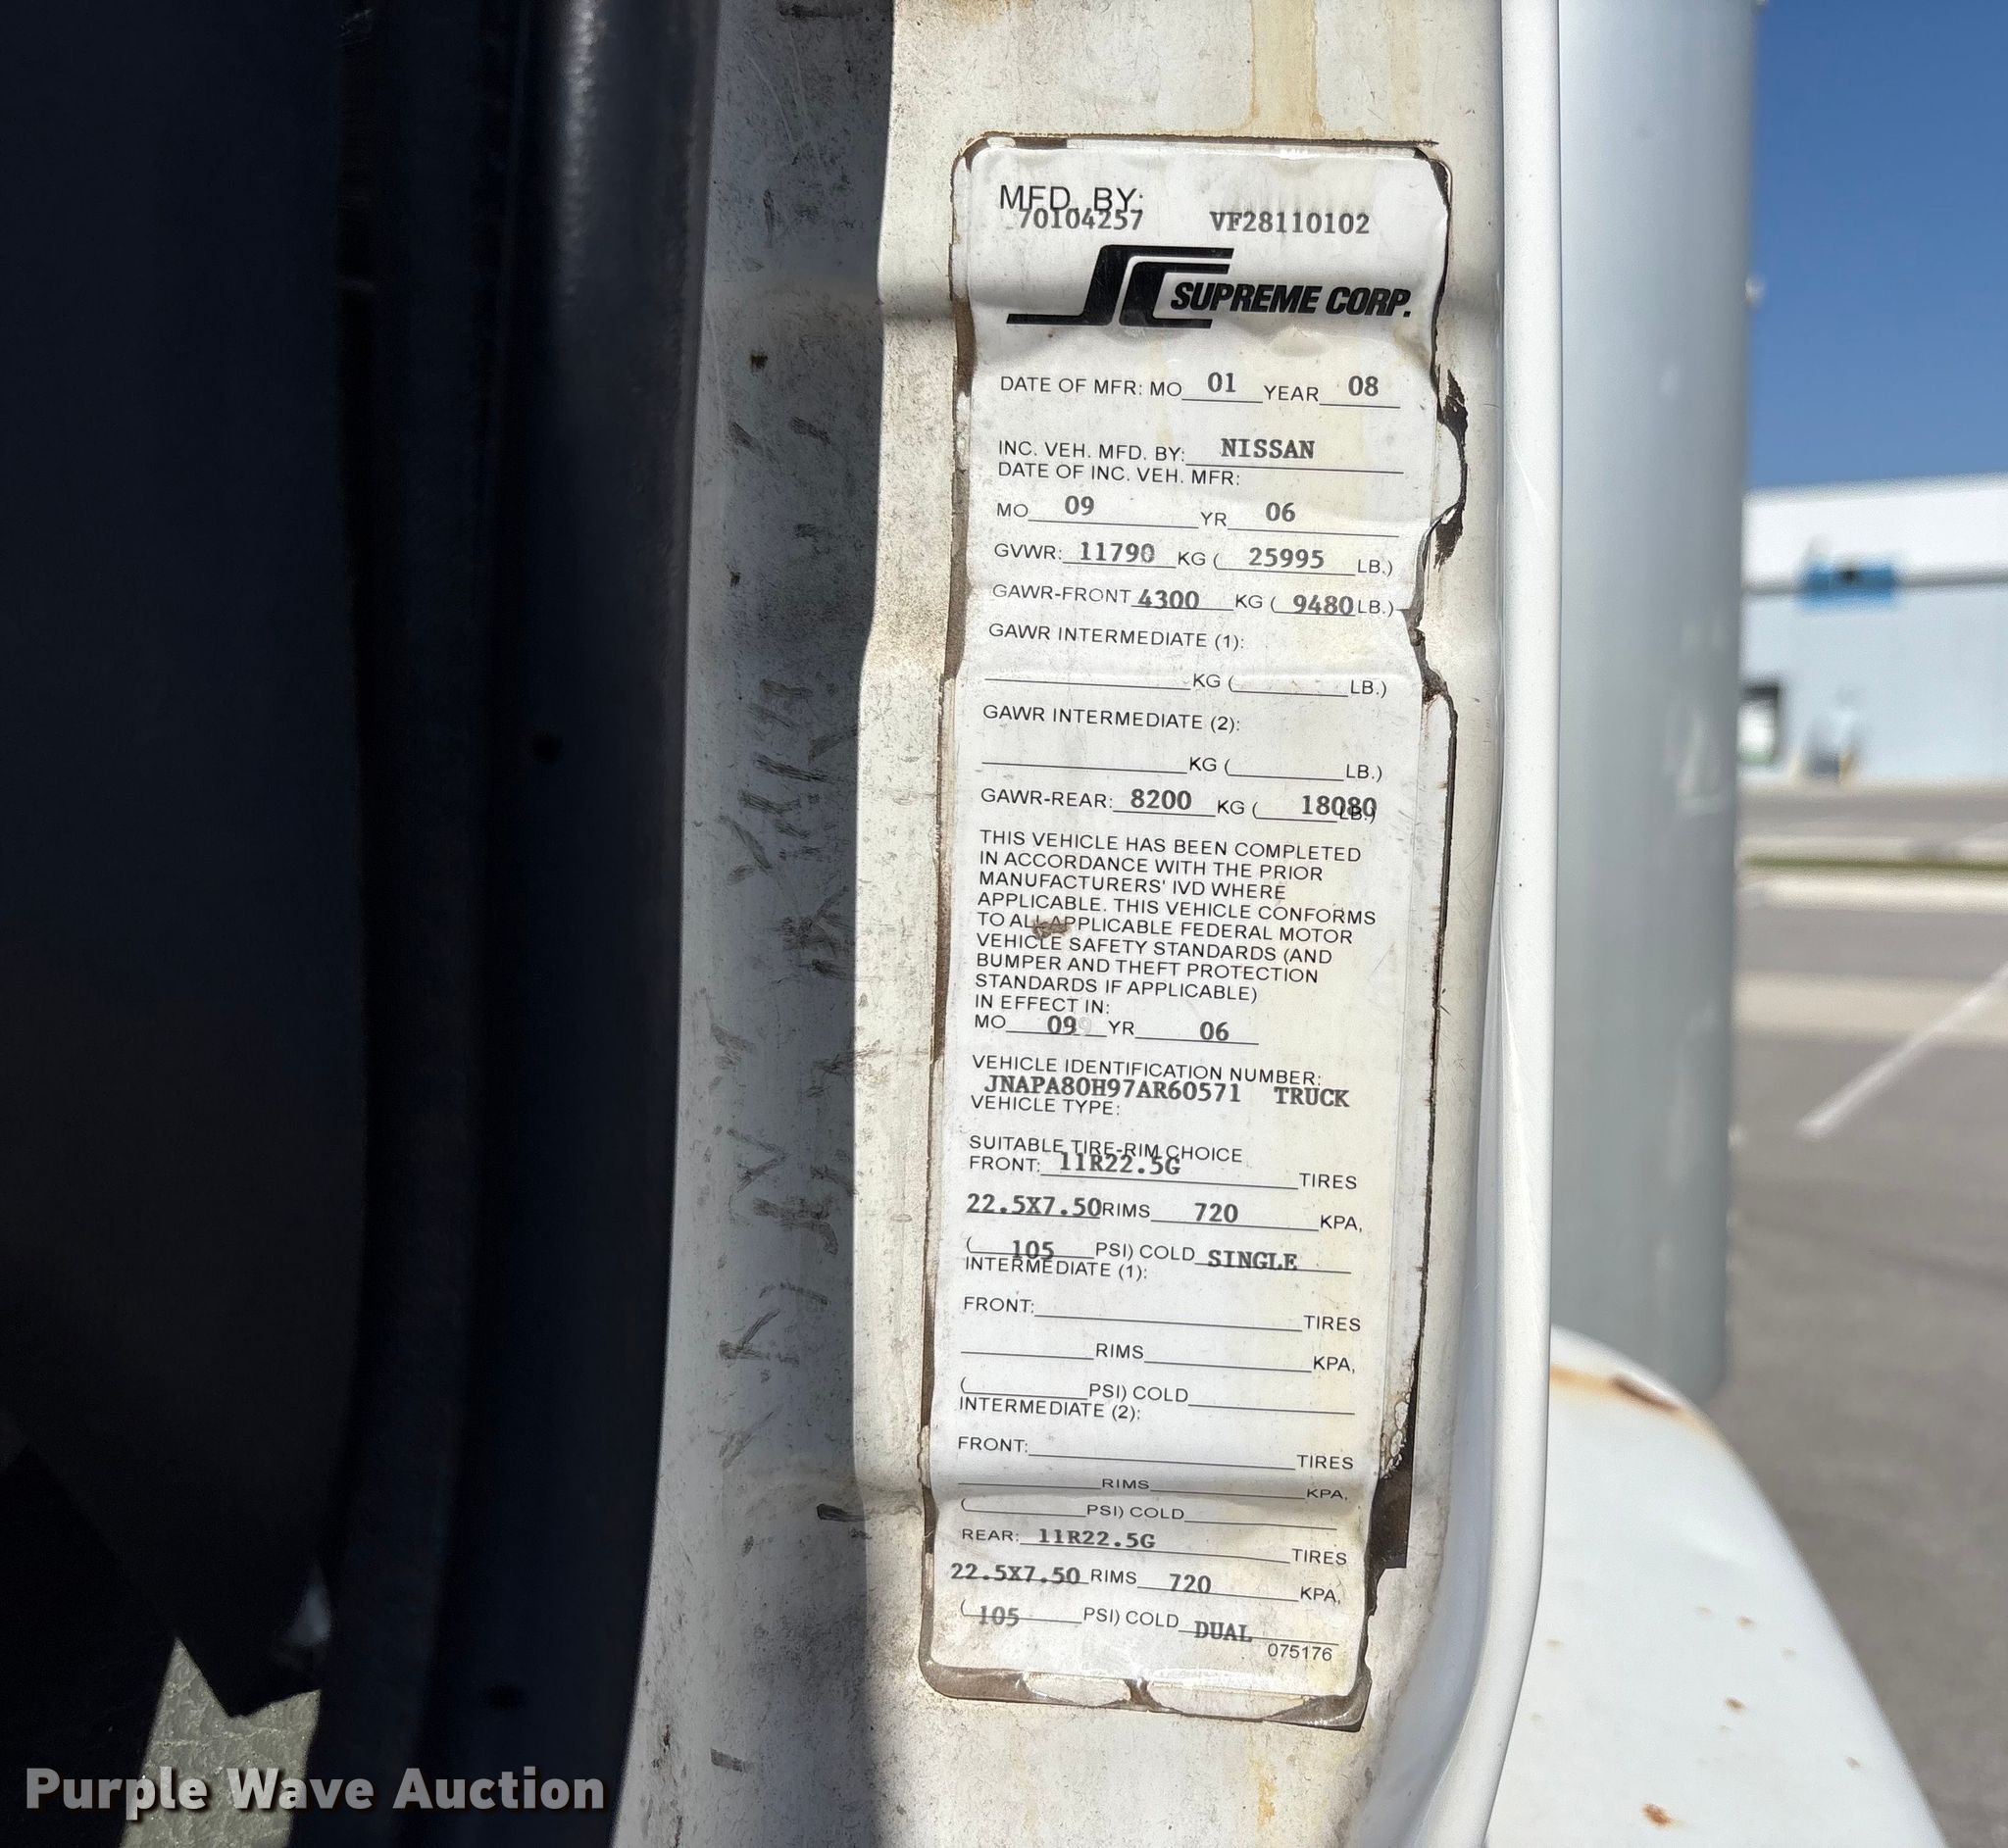 MFD. BY:
70104257 VF28110102
SUPREME CORP.
DATE OF MFR: MO 01 YEAR 08
INC. VEH. MFD. BY: NISSAN
DATE OF INC. VEH. MFR:
MO 09 YR 06
GVWR: 11790 KG ( 25995 LB.)
GAWR-FRONT 4300 KG ( 9480 LB.)
GAWR INTERMEDIATE (1):
KG ( LB.)
GAWR INTERMEDIATE (2):
KG ( LB.)
GAWR-REAR: 8200 KG ( 18080 LB.)
THIS VEHICLE HAS BEEN COMPLETED
IN ACCORDANCE WITH THE PRIOR
MANUFACTURERS' IVD WHERE
APPLICABLE. THIS VEHICLE CONFORMS
TO ALL APPLICABLE FEDERAL MOTOR
VEHICLE SAFETY STANDARDS (AND
BUMPER AND THEFT PROTECTION
STANDARDS IF APPLICABLE)
IN EFFECT IN:
MO 09 YR 06
VEHICLE IDENTIFICATION NUMBER:
JNAPA80H97AR60571 TRUCK
VEHICLE TYPE:
SUITABLE TIRE-RIM CHOICE
FRONT: 11R22.5G TIRES
22.5X7.50 RIMS 720 KPA,
( 105 PSI) COLD SINGLE
INTERMEDIATE (1):
FRONT: TIRES
RIMS KPA,
( PSI) COLD
INTERMEDIATE (2):
FRONT: TIRES
RIMS KPA,
( PSI) COLD
REAR: 11R22.5G TIRES
22.5X7.50 RIMS 720 KPA,
( 105 PSI) COLD DUAL
075176
Purple Wave Auction